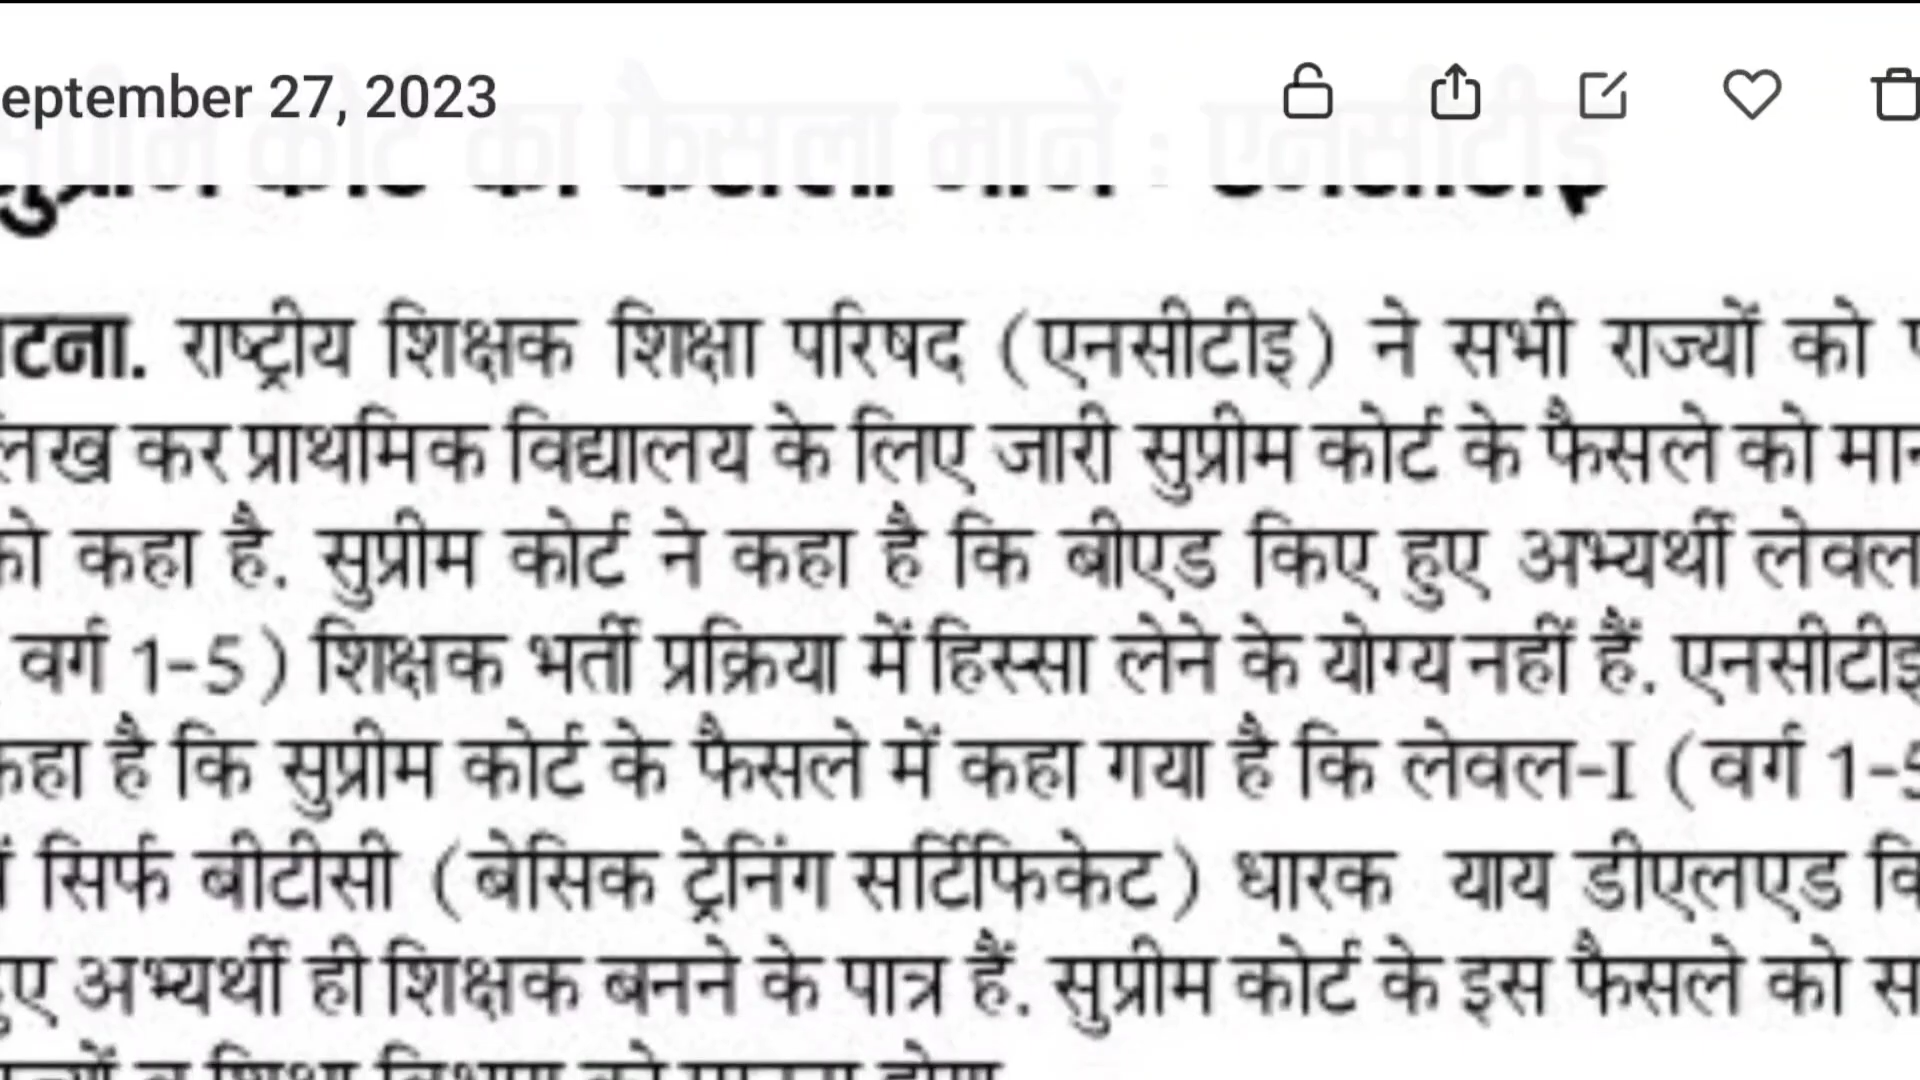 eptember 27, 2023
सुप्रीम कोर्ट का फैसला मानें : एनसीटीइ
टना. राष्ट्रीय शिक्षक शिक्षा परिषद (एनसीटीइ) ने सभी राज्यों को
लिख कर प्राथमिक विद्यालय के लिए जारी सुप्रीम कोर्ट के फैसले को मान
को कहा है. सुप्रीम कोर्ट ने कहा है कि बीएड किए हुए अभ्यर्थी लेवल
वर्ग 1-5) शिक्षक भर्ती प्रक्रिया में हिस्सा लेने के योग्य नहीं हैं. एनसीटीइ
कहा है कि सुप्रीम कोर्ट के फैसले में कहा गया है कि लेवल-I (वर्ग 1-5
सिर्फ बीटीसी (बेसिक ट्रेनिंग सर्टिफिकेट) धारक याय डीएलएड कि
हुए अभ्यर्थी ही शिक्षक बनने के पात्र हैं. सुप्रीम कोर्ट के इस फैसले को स